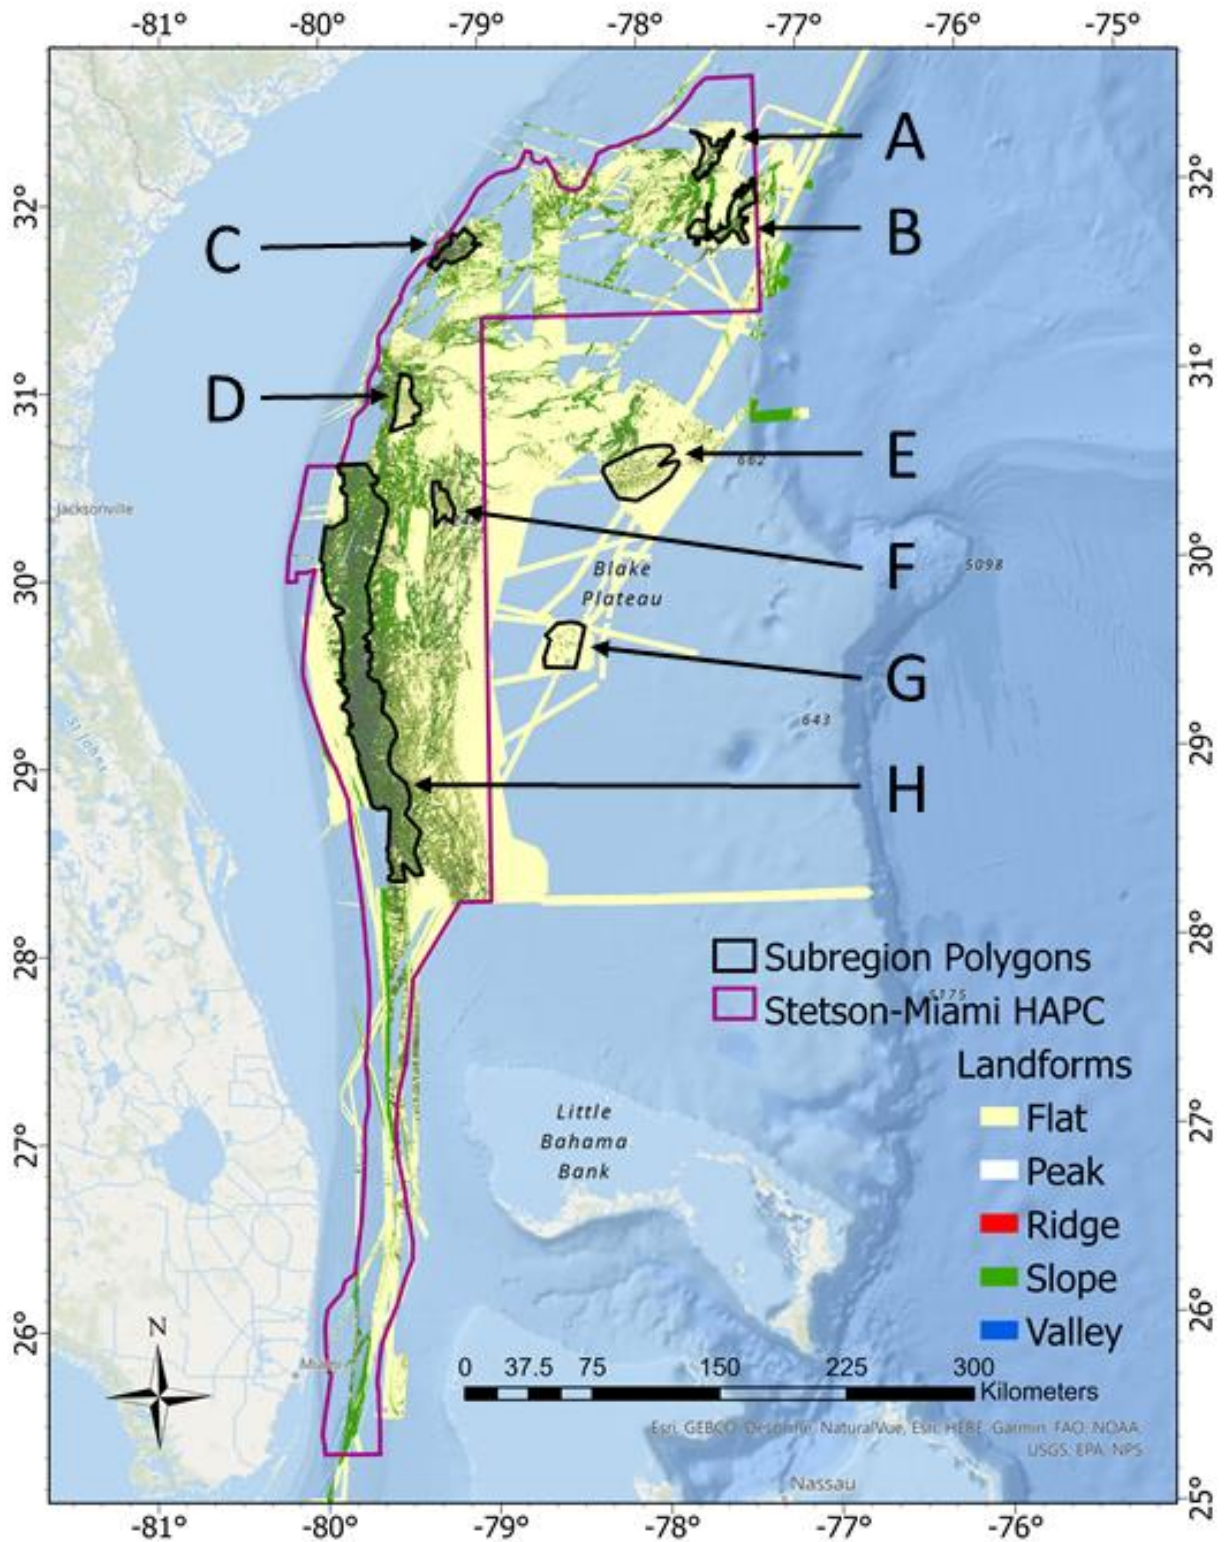 -81° -80° -79° -78° -77° -76° -75°
A
32° 32°
B
C
31° 31°
D
E
662
Jacksonville
F
30° 30°
5098
Blake
Plateau
G
643
St Johns
29° 29°
H
28° 28°
Subregion Polygons
5175
Stetson-Miami HAPC
Landforms
Flat
27° 27°
Little
Bahama
Bank
Peak
Ridge
Slope
26° 26°
Valley
N
0 37.5 75 150 225 300
Kilometers
Esri, GEBCO, DeLorme, NaturalVue, Esri, HERE, Garmin, FAO, NOAA,
USGS, EPA, NPS
Nassau
25°
-81° -80° -79° -78° -77° -76°